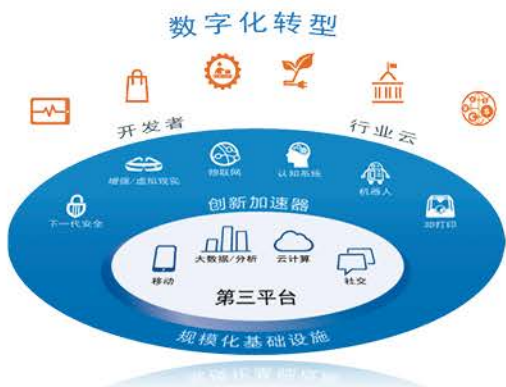 数字化转型
开发者
行业云
增强/虚拟现实
物联网
认知系统
机器人
下一代安全
3D打印
创新加速器
大数据/分析
云计算
移动
社交
第三平台
规模化基础设施